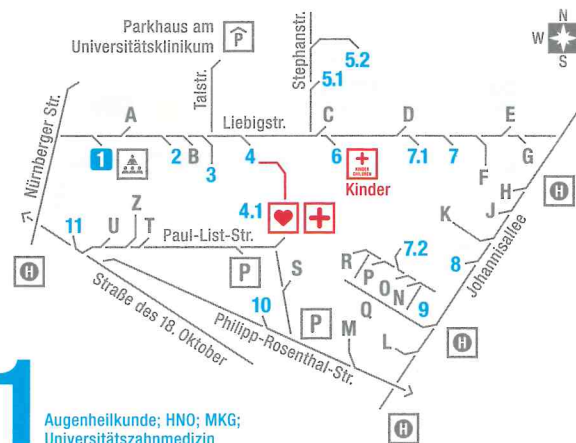 N
W
S
Parkhaus am
Universitätsklinikum
P
Stephanstr.
5.2
5.1
Talstr.
Nürnberger Str.
A
Liebigstr.
C
D
E
1
2
B
3
4
6
KINDER
CHILDREN
Kinder
7.1
7
F
G
H
J
K
H
4.1
Z
11
U
T
Paul-List-Str.
P
S
H
7.2
R
P
O
N
Q
9
8
Johannisallee
Straße des 18. Oktober
10
P
M
L
H
Philipp-Rosenthal-Str.
H
1
Augenheilkunde; HNO; MKG;
Universitätszahnmedizin